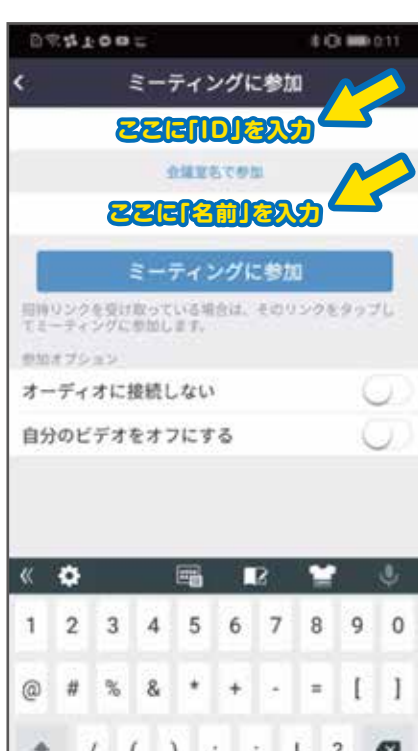 0:11
ミーティングに参加
ここに「ID」を入力
会議室名で参加
ここに「名前」を入力
ミーティングに参加
招待リンクを受け取っている場合は、そのリンクをタップし
てミーティングに参加します。
参加オプション
オーディオに接続しない
自分のビデオをオフにする
1 2 3 4 5 6 7 8 9 0
@ # % & * + - = [ ]
/ ( ) : ; ! ?